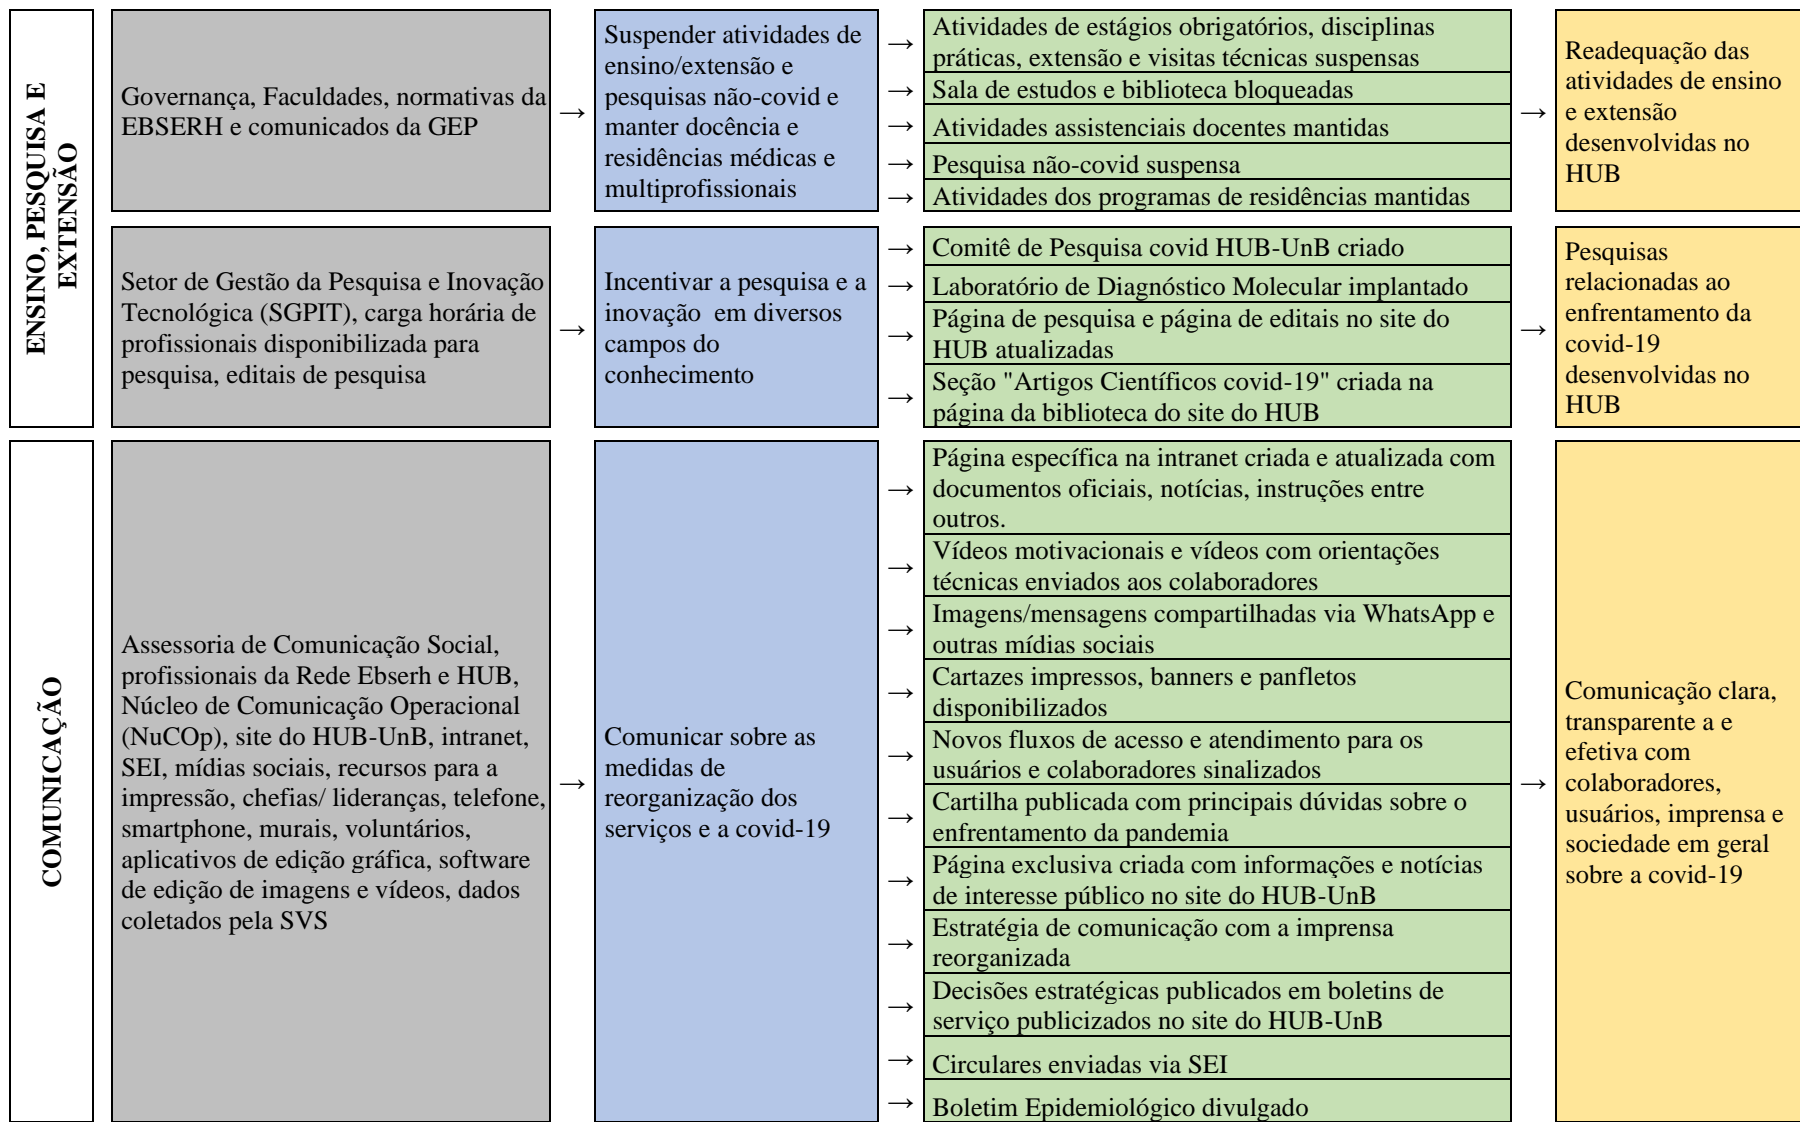 ENSINO, PESQUISA E
EXTENSÃO
Governança, Faculdades, normativas da
EBSERH e comunicados da GEP
→
Suspender atividades de
ensino/extensão e
pesquisas não-covid e
manter docência e
residências médicas e
multiprofissionais
→
Atividades de estágios obrigatórios, disciplinas
práticas, extensão e visitas técnicas suspensas
→
Sala de estudos e biblioteca bloqueadas
→
Atividades assistenciais docentes mantidas
→
Pesquisa não-covid suspensa
→
Atividades dos programas de residências mantidas
→
Readequação das
atividades de ensino
e extensão
desenvolvidas no
HUB
Setor de Gestão da Pesquisa e Inovação
Tecnológica (SGPIT), carga horária de
profissionais disponibilizada para
pesquisa, editais de pesquisa
→
Incentivar a pesquisa e a
inovação  em diversos
campos do
conhecimento
→
Comitê de Pesquisa covid HUB-UnB criado
→
Laboratório de Diagnóstico Molecular implantado
→
Página de pesquisa e página de editais no site do
HUB atualizadas
→
Seção "Artigos Científicos covid-19" criada na
página da biblioteca do site do HUB
→
Pesquisas
relacionadas ao
enfrentamento da
covid-19
desenvolvidas no
HUB
COMUNICAÇÃO
Assessoria de Comunicação Social,
profissionais da Rede Ebserh e HUB,
Núcleo de Comunicação Operacional
(NuCOp), site do HUB-UnB, intranet,
SEI, mídias sociais, recursos para a
impressão, chefias/ lideranças, telefone,
smartphone, murais, voluntários,
aplicativos de edição gráfica, software
de edição de imagens e vídeos, dados
coletados pela SVS
→
Comunicar sobre as
medidas de
reorganização dos
serviços e a covid-19
→
Página específica na intranet criada e atualizada com
documentos oficiais, notícias, instruções entre
outros.
→
Vídeos motivacionais e vídeos com orientações
técnicas enviados aos colaboradores
→
Imagens/mensagens compartilhadas via WhatsApp e
outras mídias sociais
→
Cartazes impressos, banners e panfletos
disponibilizados
→
Novos fluxos de acesso e atendimento para os
usuários e colaboradores sinalizados
→
Cartilha publicada com principais dúvidas sobre o
enfrentamento da pandemia
→
Página exclusiva criada com informações e notícias
de interesse público no site do HUB-UnB
→
Estratégia de comunicação com a imprensa
reorganizada
→
Decisões estratégicas publicados em boletins de
serviço publicizados no site do HUB-UnB
→
Circulares enviadas via SEI
→
Boletim Epidemiológico divulgado
→
Comunicação clara,
transparente a e
efetiva com
colaboradores,
usuários, imprensa e
sociedade em geral
sobre a covid-19